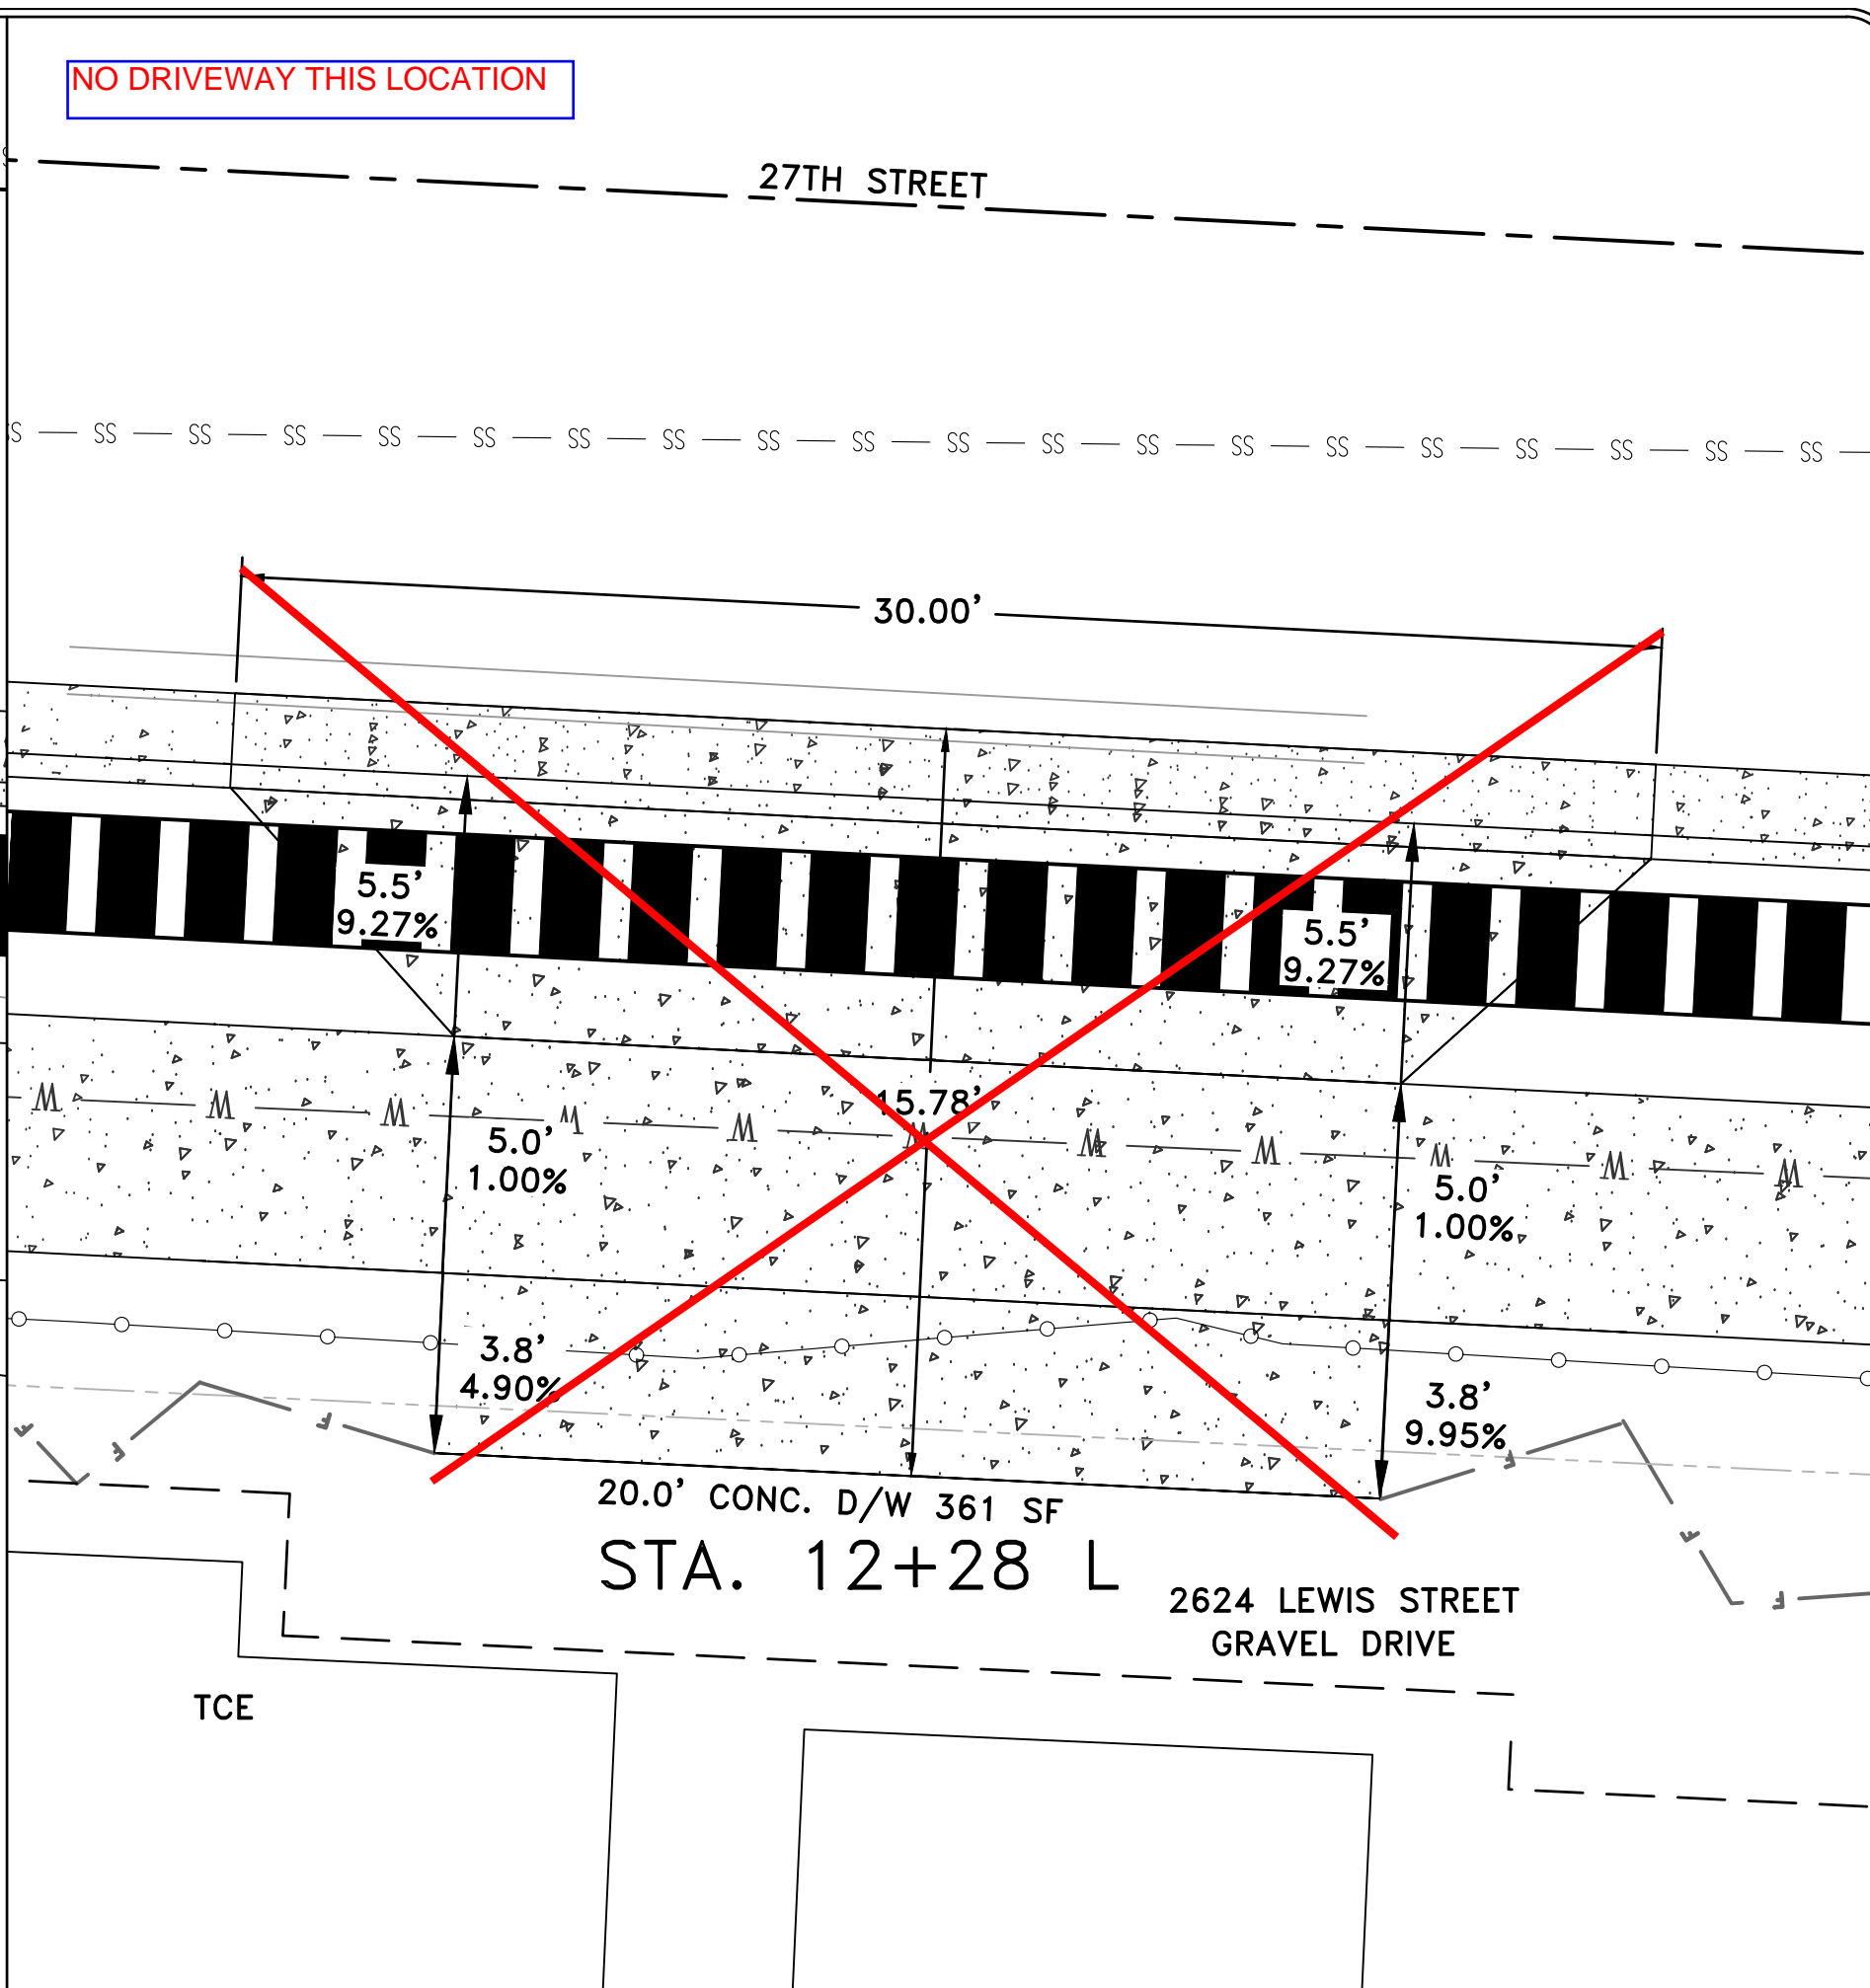 NO DRIVEWAY THIS LOCATION
27TH STREET
SS SS SS SS SS SS SS SS SS SS SS SS SS SS SS SS SS SS SS SS
30.00'
5.5'
9.27%
5.5'
9.27%
15.78'
5.0'
1.00%
5.0'
1.00%
3.8'
4.90%
3.8'
9.95%
20.0' CONC. D/W 361 SF
STA. 12+28 L
2624 LEWIS STREET
GRAVEL DRIVE
TCE